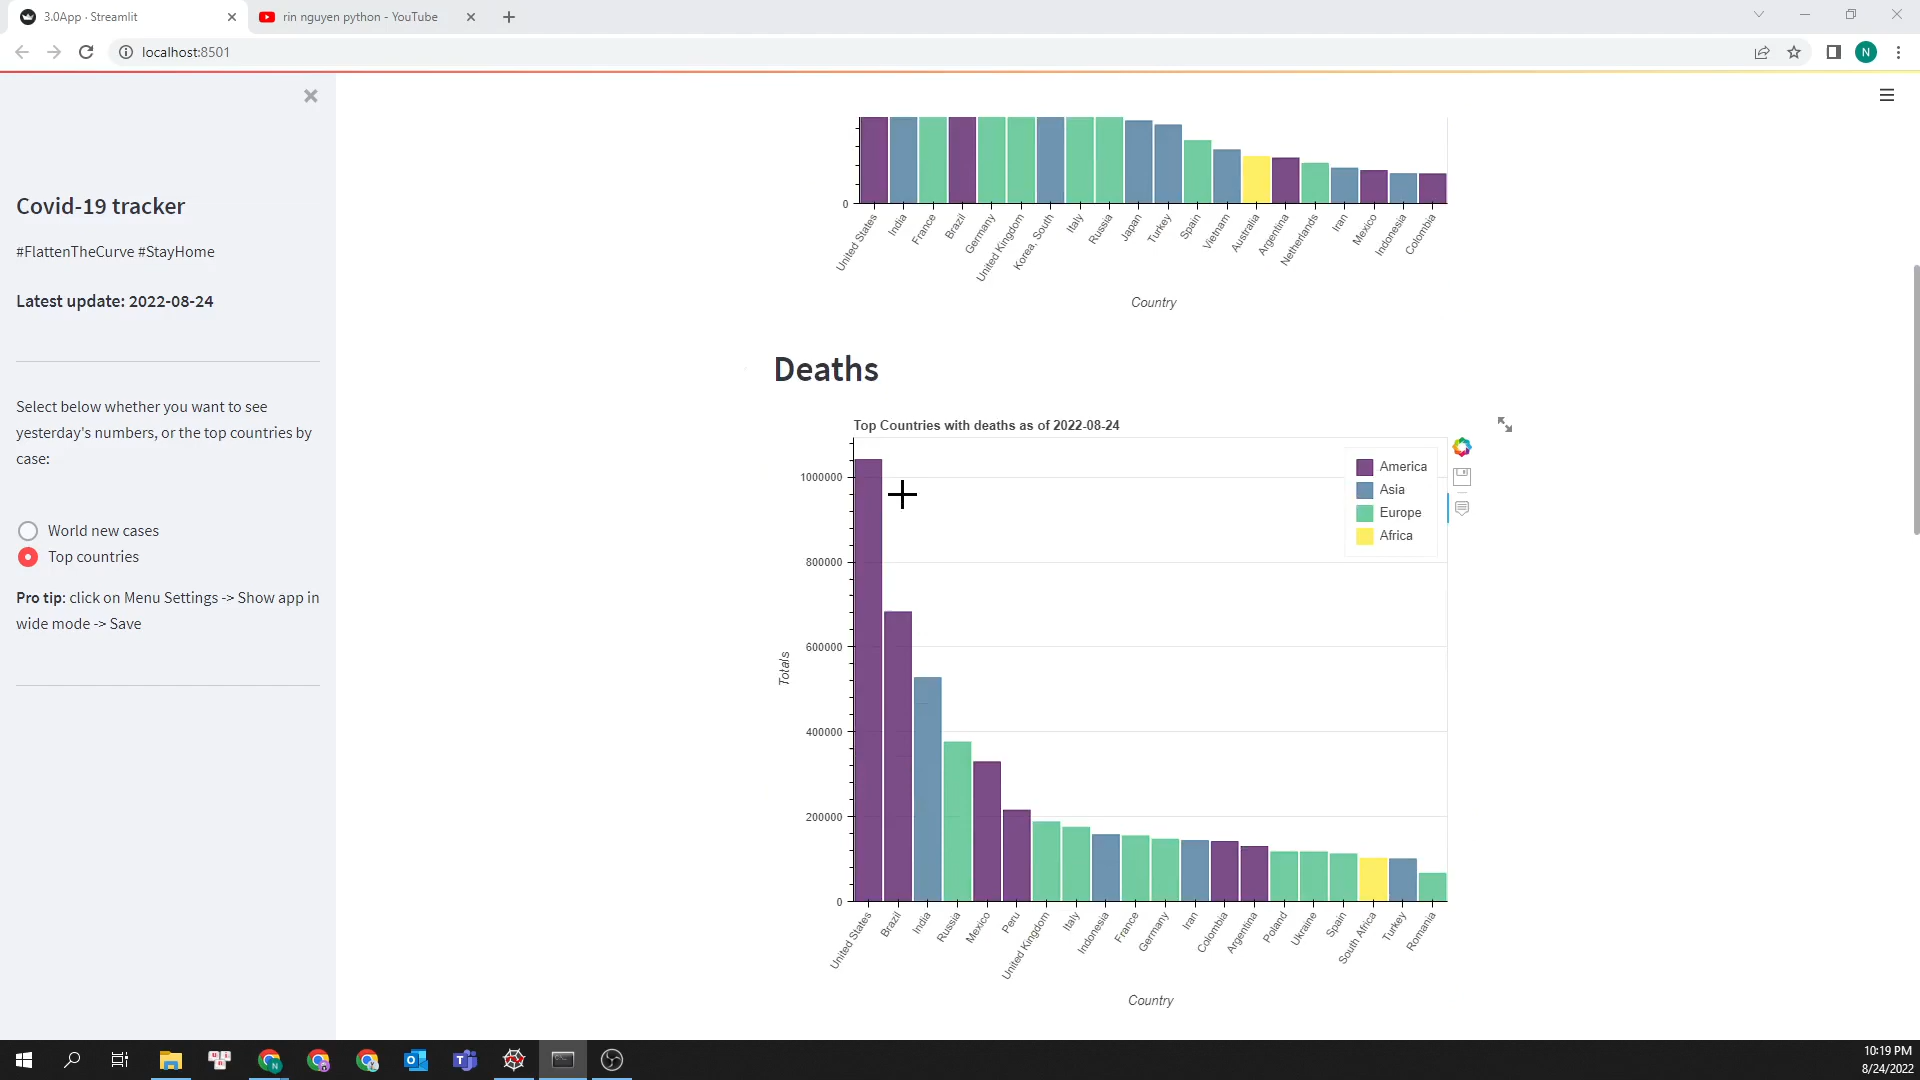 3.0App · Streamlit
rin nguyen python - YouTube
localhost:8501
N
Covid-19 tracker
#FlattenTheCurve #StayHome
Latest update: 2022-08-24
Select below whether you want to see
yesterday's numbers, or the top countries by
case:
World new cases
Top countries
Pro tip: click on Menu Settings -> Show app in
wide mode -> Save
0
United States
India
France
Brazil
Germany
United Kingdom
Korea, South
Italy
Russia
Japan
Turkey
Spain
Vietnam
Australia
Argentina
Netherlands
Iran
Mexico
Indonesia
Colombia
Country
Deaths
Top Countries with deaths as of 2022-08-24
America
Asia
Europe
Africa
1000000
800000
600000
400000
200000
0
Totals
United States
Brazil
India
Russia
Mexico
Peru
United Kingdom
Italy
Indonesia
France
Germany
Iran
Colombia
Argentina
Poland
Ukraine
Spain
South Africa
Turkey
Romania
Country
10:19 PM
8/24/2022